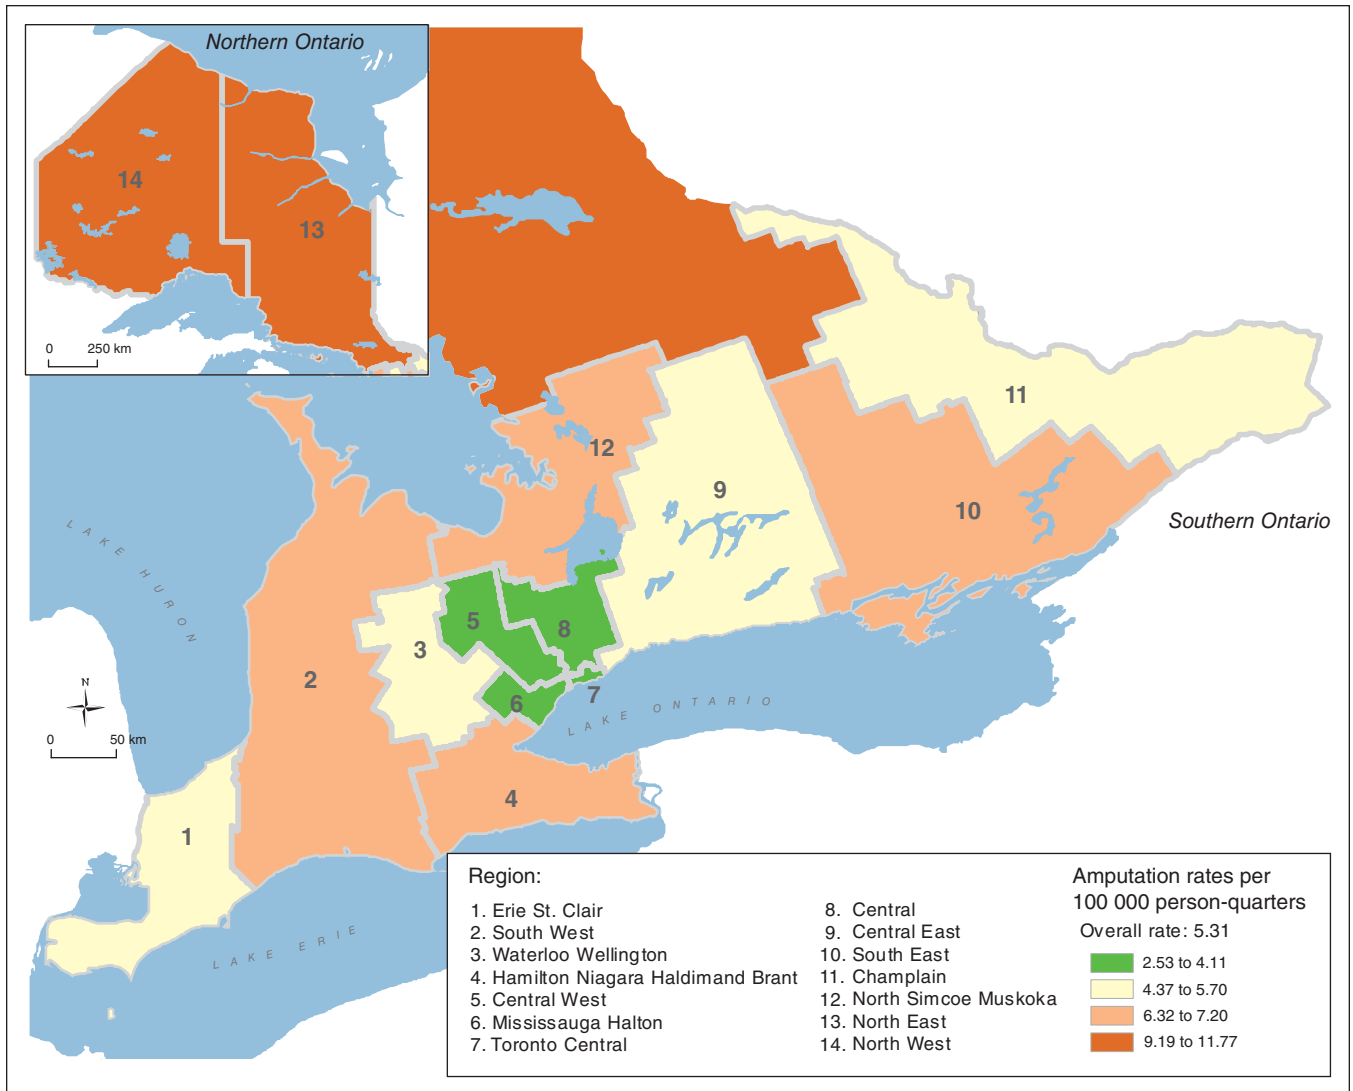 Northern Ontario
14
13
0 250 km
11
12
9
10
Southern Ontario
LAKE HURON
5
8
3
2
7
6
N
LAKE ONTARIO
0 50 km
4
1
LAKE ERIE
Region:
1. Erie St. Clair
2. South West
3. Waterloo Wellington
4. Hamilton Niagara Haldimand Brant
5. Central West
6. Mississauga Halton
7. Toronto Central
8. Central
9. Central East
10. South East
11. Champlain
12. North Simcoe Muskoka
13. North East
14. North West
Amputation rates per
100 000 person-quarters
Overall rate: 5.31
2.53 to 4.11
4.37 to 5.70
6.32 to 7.20
9.19 to 11.77